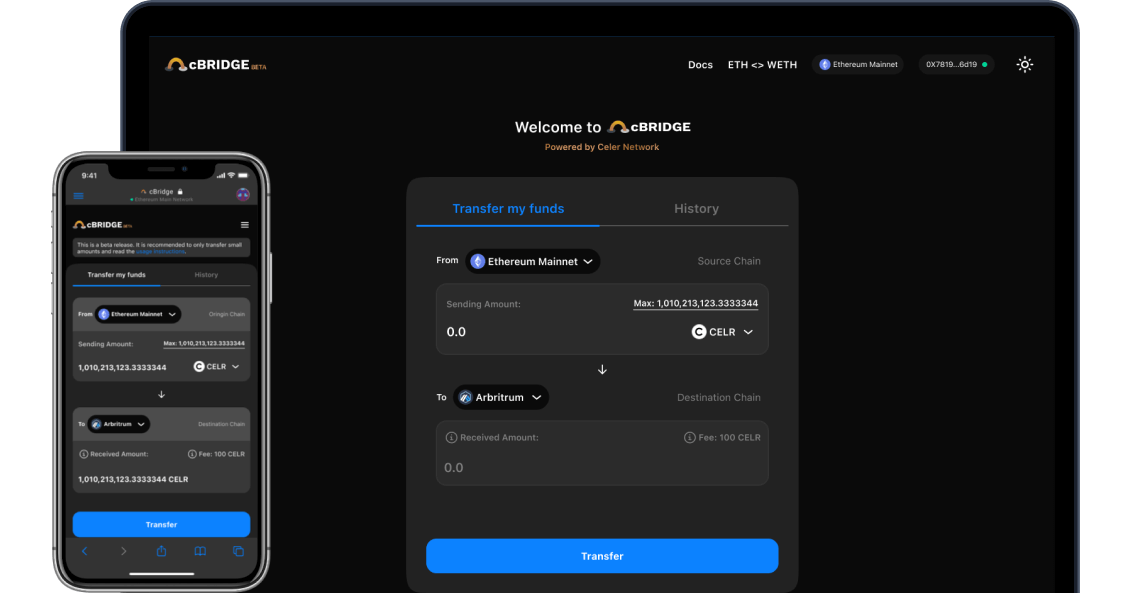 cBRIDGE BETA
Docs ETH <> WETH Ethereum Mainnet 0X7819...6d19
Welcome to cBRIDGE
Powered by Celer Network
Transfer my funds History
From Ethereum Mainnet Source Chain
Sending Amount: Max: 1,010,213,123.3333344
0.0 CELR
To Arbritrum Destination Chain
Received Amount: Fee: 100 CELR
0.0
Transfer
9:41
cBridge
Ethereum Main Network
cBRIDGE BETA
This is a beta release. It is recommended to only transfer small
amounts and read the usage instructions.
Transfer my funds History
From Ethereum Mainnet Oringin Chain
Sending Amount: Max: 1,010,213,123.3333344
1,010,213,123.3333344 CELR
To Arbritrum Destination Chain
Received Amount: Fee: 100 CELR
1,010,213,123.3333344 CELR
Transfer